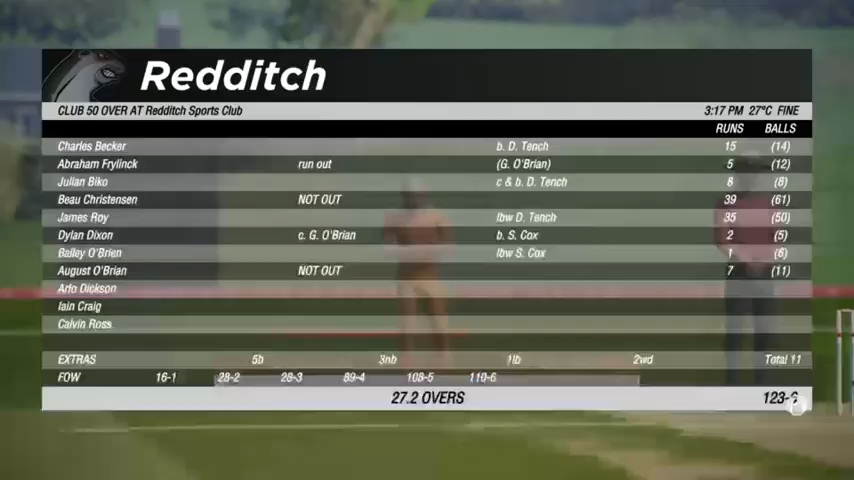 Redditch
CLUB 50 OVER AT Redditch Sports Club 3:17 PM 27°C FINE
RUNS BALLS
Charles Becker b. D. Tench 15 (14)
Abraham Frylinck run out (G. O'Brian) 5 (12)
Julian Biko c & b. D. Tench 8 (8)
Beau Christensen NOT OUT 39 (61)
James Roy lbw D. Tench 35 (50)
Dylan Dixon c. G. O'Brian b. S. Cox 2 (5)
Bailey O'Brien lbw S. Cox 1 (6)
August O'Brian NOT OUT 7 (11)
Arlo Dickson
Iain Craig
Calvin Ross
EXTRAS 5b 3nb 1lb 2wd Total 11
FOW 16-1 28-2 28-3 89-4 108-5 110-6
27.2 OVERS 123-6